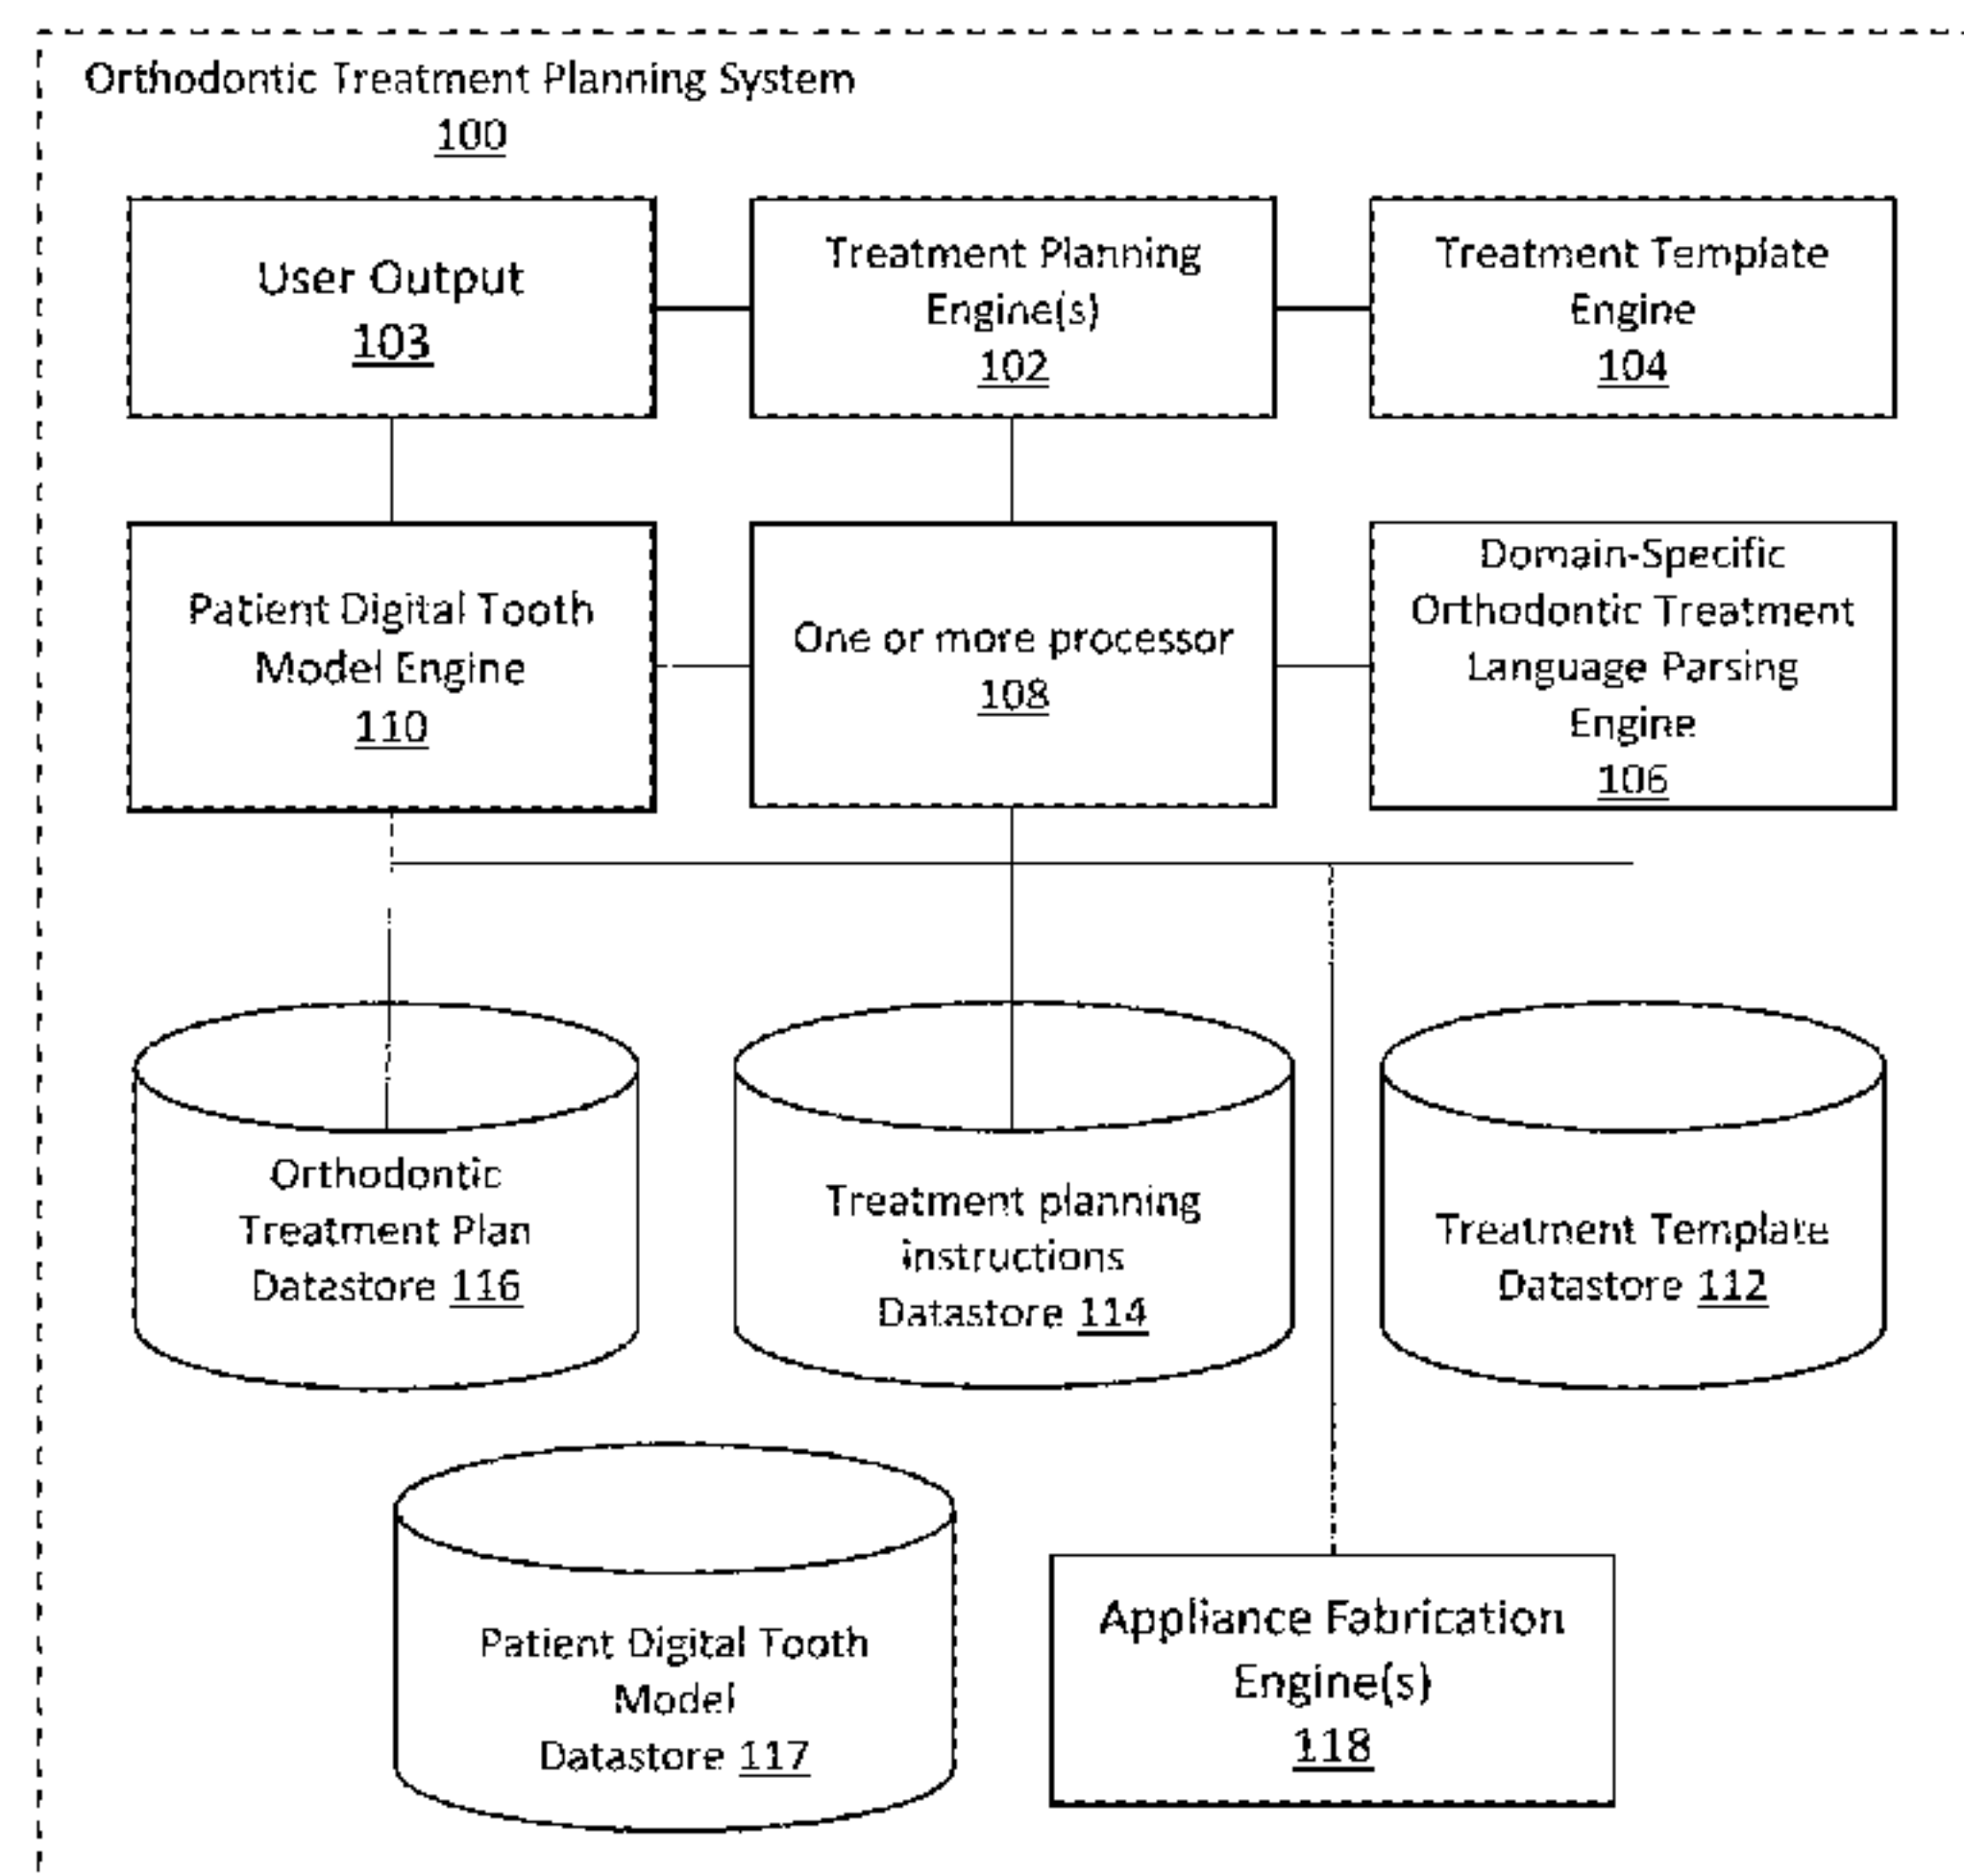 Orthodontic Treatment Planning System
100
User Output
103
Treatment Planning
Engine(s)
102
Treatment Template
Engine
104
Patient Digital Tooth
Model Engine
110
One or more processor
108
Domain-Specific
Orthodontic Treatment
Language Parsing
Engine
106
Orthodontic
Treatment Plan
Datastore 116
Treatment planning
instructions
Datastore 114
Treatment Template
Datastore 112
Patient Digital Tooth
Model
Datastore 117
Appliance Fabrication
Engine(s)
118